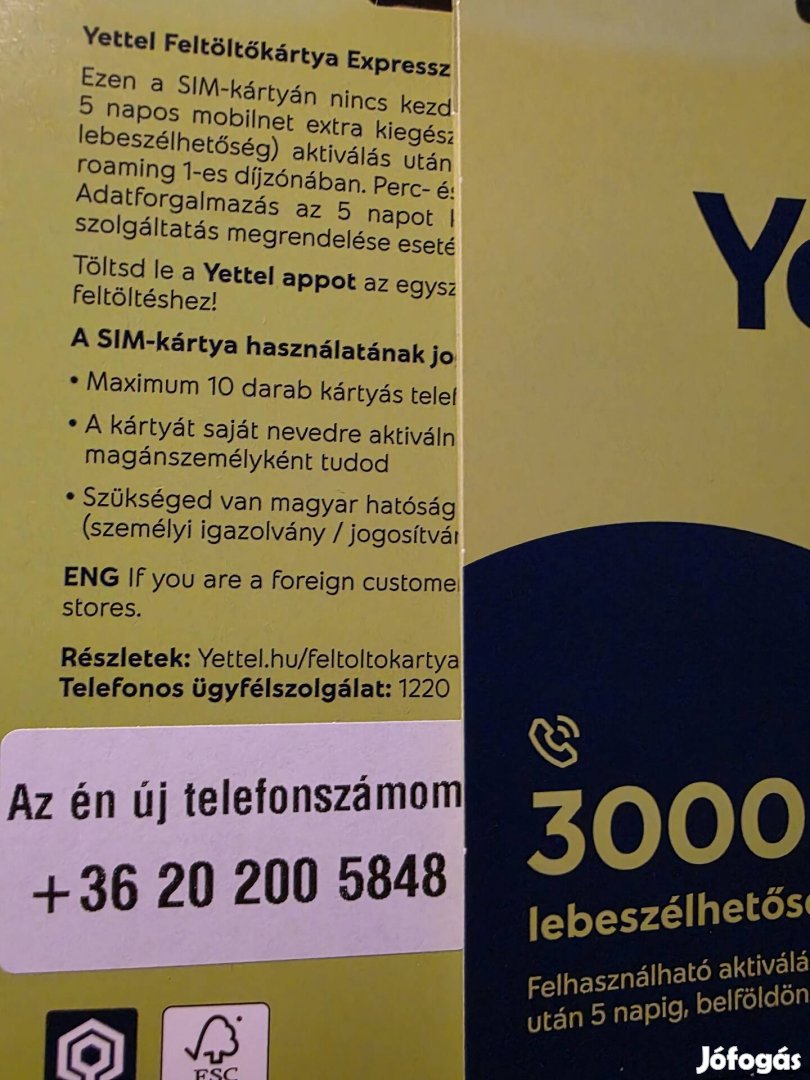 Yettel Feltöltőkártya Expressz
Ezen a SIM-kártyán nincs kezd
5 napos mobilnet extra kiegész
lebeszélhetőség) aktiválás után
roaming 1-es díjzónában. Perc- és
Adatforgalmazás az 5 napot
szolgáltatás megrendelése eseté
Töltsd le a Yettel appot az egysz
feltöltéshez!
A SIM-kártya használatának jo
• Maximum 10 darab kártyás telef
• A kártyát saját nevedre aktiváln
magánszemélyként tudod
• Szükséged van magyar hatóság
(személyi igazolvány / jogosítvá
ENG If you are a foreign custome
stores.
Részletek: Yettel.hu/feltoltokartya
Telefonos ügyfélszolgálat: 1220
Az én új telefonszámom
+36 20 200 5848
FSC
Ye
3000
lebeszélhetős
Felhasználható aktiválá
után 5 napig, belföldön
Jófogás